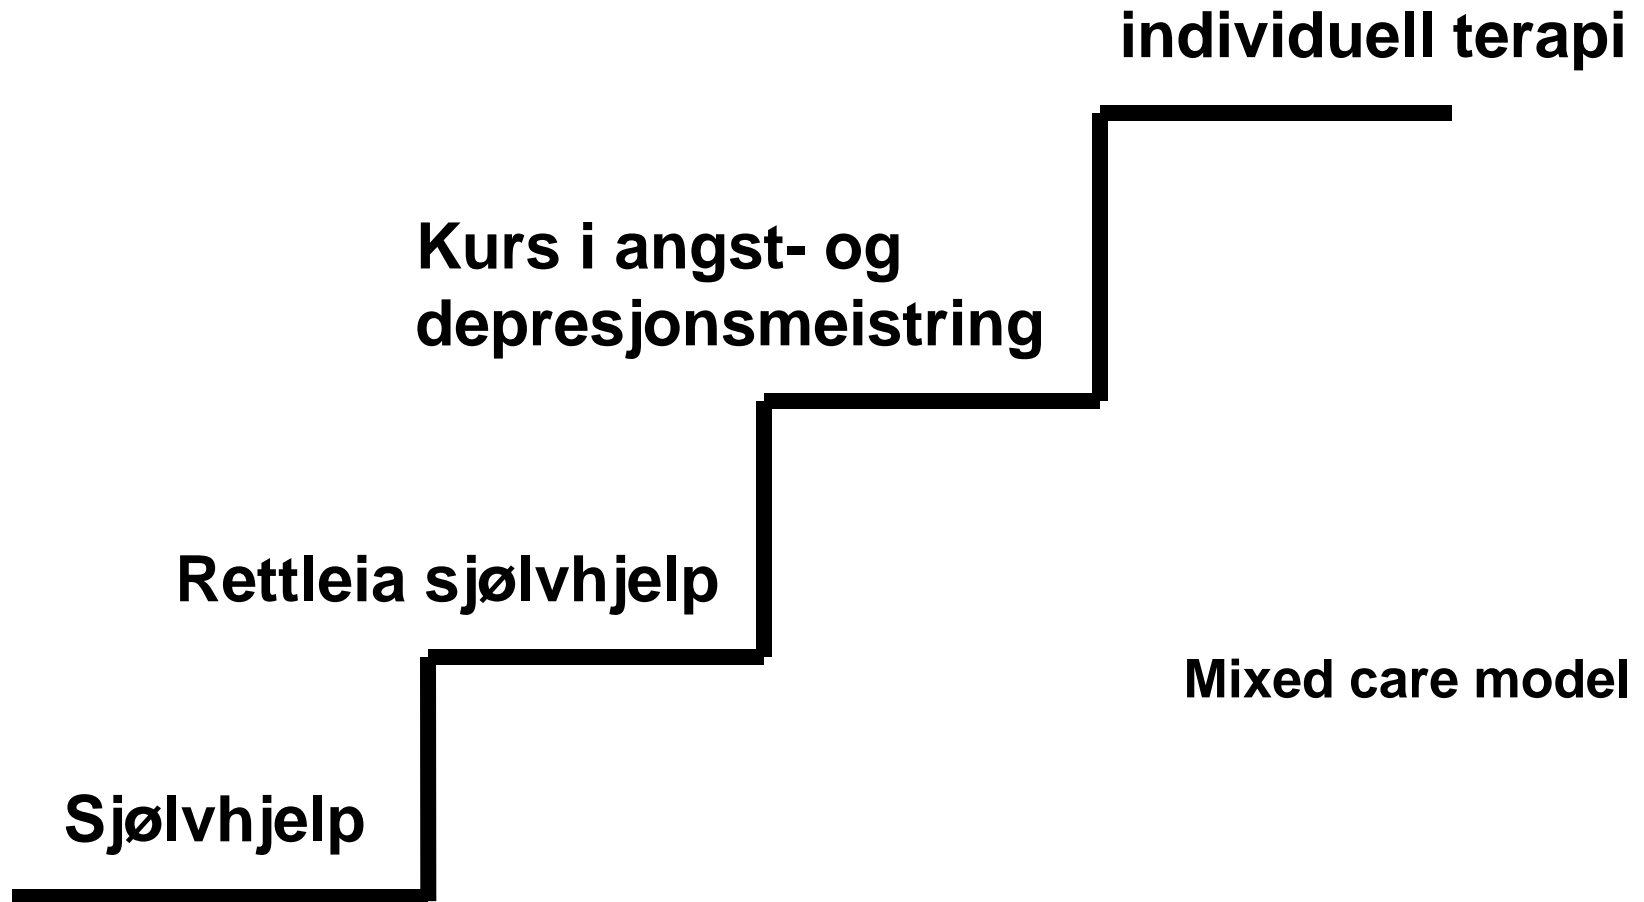 individuell terapi
Kurs i angst- og
depresjonsmeistring
Rettleia sjølvhjelp
Mixed care model
Sjølvhjelp